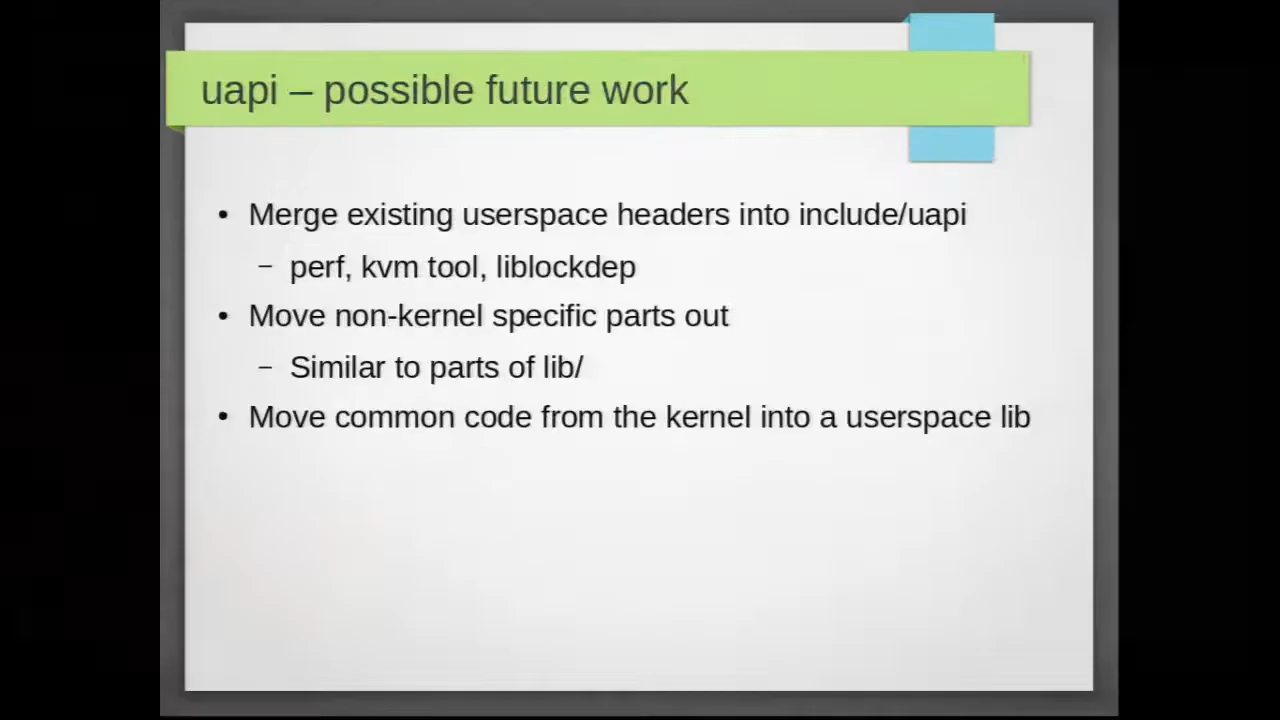 uapi – possible future work
• Merge existing userspace headers into include/uapi
– perf, kvm tool, liblockdep
• Move non-kernel specific parts out
– Similar to parts of lib/
• Move common code from the kernel into a userspace lib